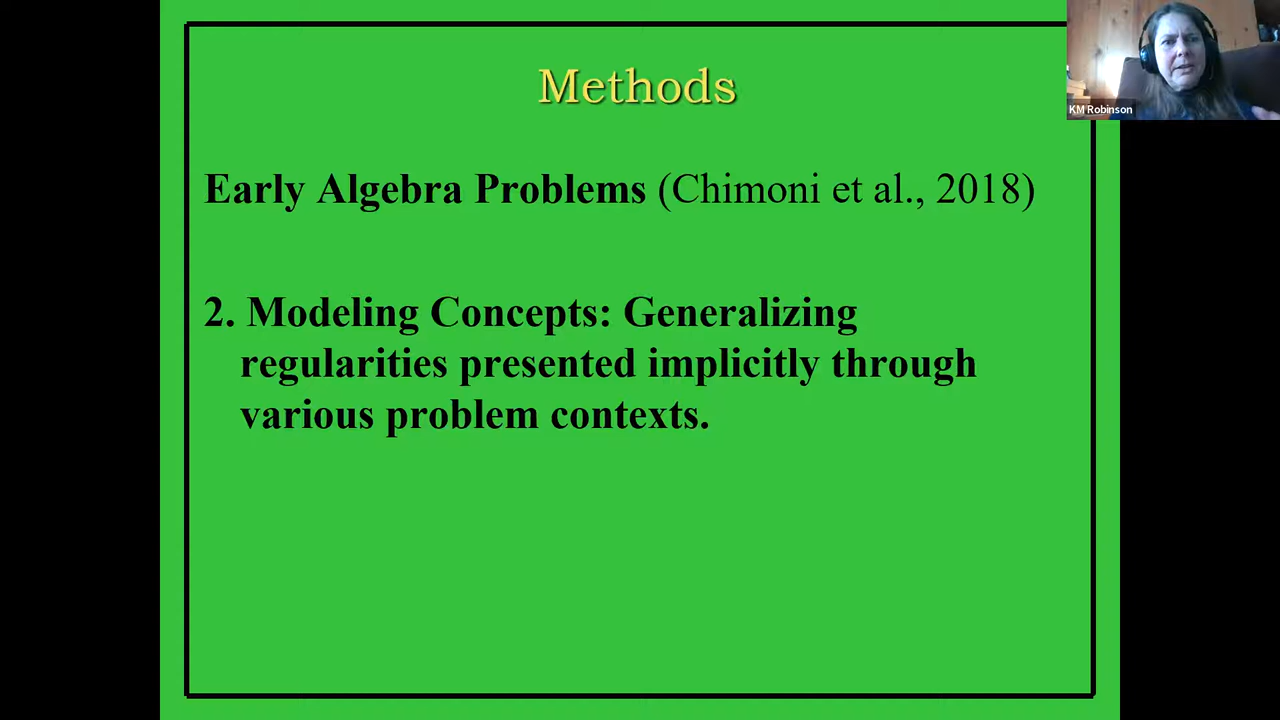 Methods
KM Robinson
Early Algebra Problems (Chimoni et al., 2018)
2. Modeling Concepts: Generalizing
regularities presented implicitly through
various problem contexts.